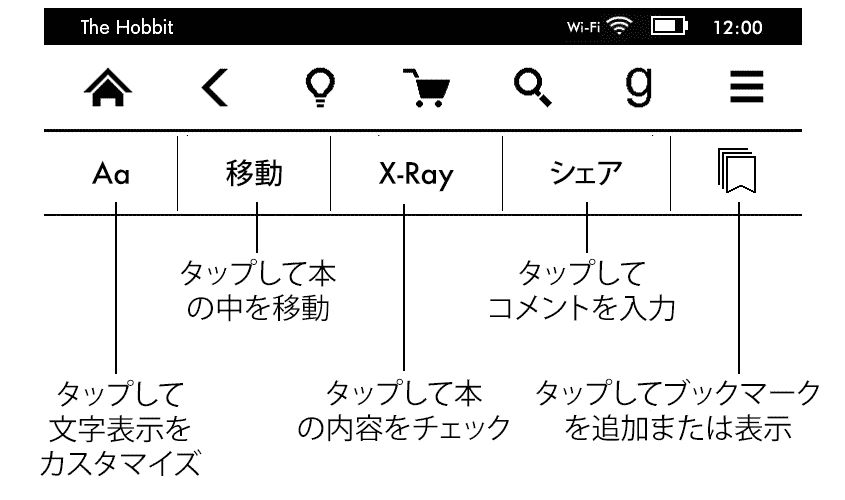 The Hobbit Wi-Fi 12:00
g
Aa 移動 X-Ray シェア
タップして本
の中を移動
タップして
コメントを入力
タップして
文字表示を
カスタマイズ
タップして本
の内容をチェック
タップしてブックマーク
を追加または表示